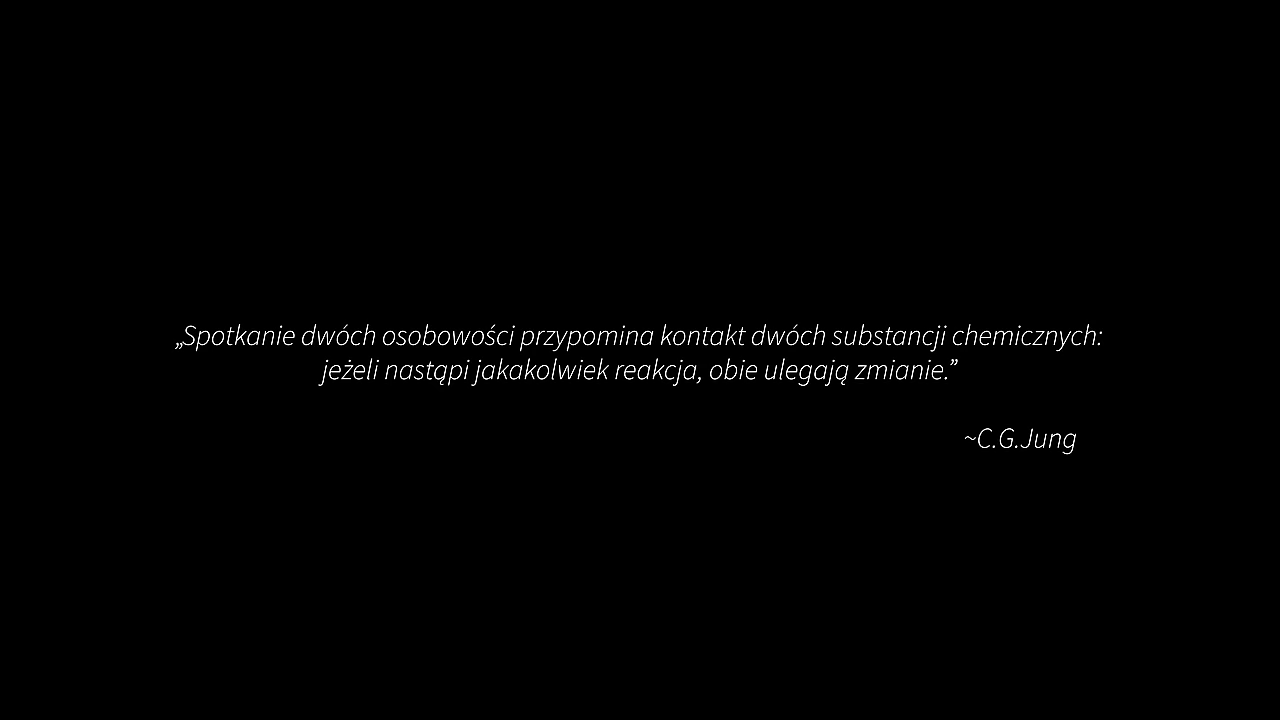 „Spotkanie dwóch osobowości przypomina kontakt dwóch substancji chemicznych:
jeżeli nastąpi jakakolwiek reakcja, obie ulegają zmianie.”
~C.G.Jung